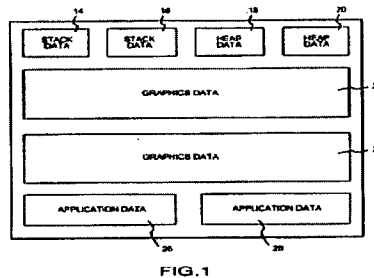 14 16 18 20
STACK DATA STACK DATA HEAP DATA HEAP DATA
GRAPHICS DATA
GRAPHICS DATA
APPLICATION DATA APPLICATION DATA
26 28
FIG.1